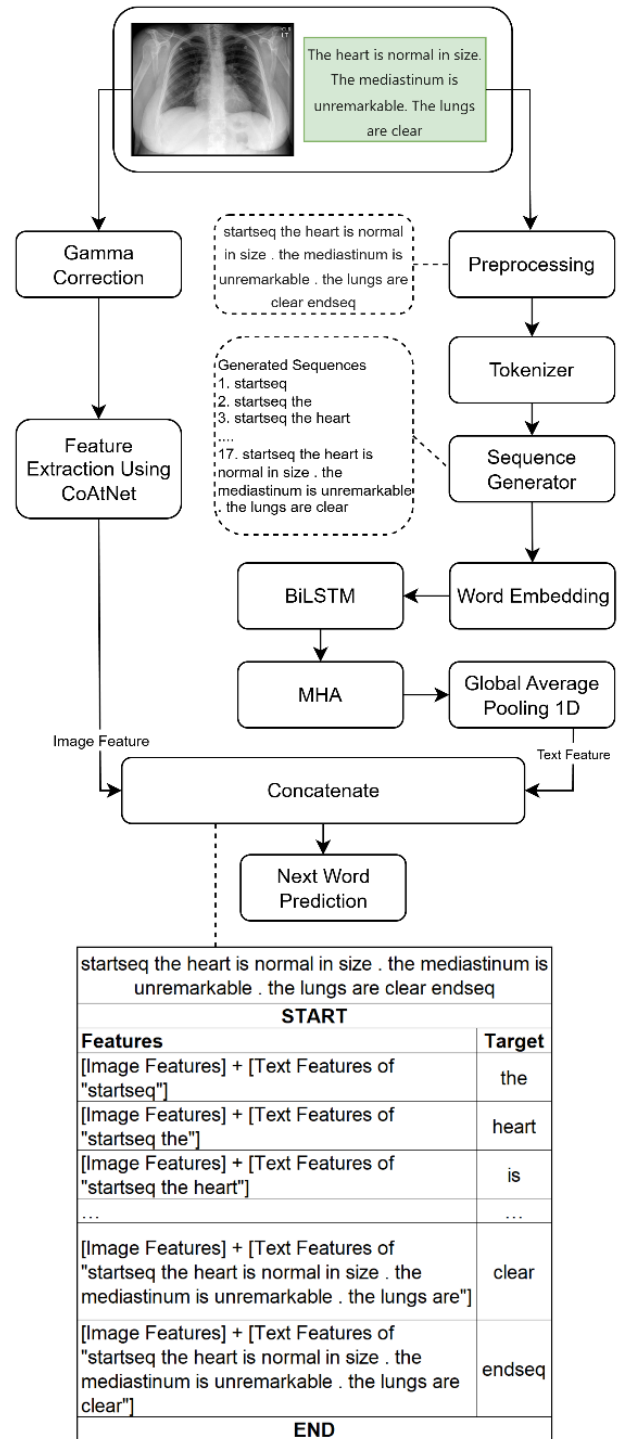 The heart is normal in size.
The mediastinum is
unremarkable. The lungs
are clear
Gamma
Correction
startseq the heart is normal
in size . the mediastinum is
unremarkable . the lungs are
clear endseq
Preprocessing
Tokenizer
Generated Sequences
1. startseq
2. startseq the
3. startseq the heart
....
17. startseq the heart is
normal in size . the
mediastinum is unremarkable
. the lungs are clear
Feature
Extraction Using
CoAtNet
Sequence
Generator
BiLSTM
Word Embedding
MHA
Global Average
Pooling 1D
Image Feature
Text Feature
Concatenate
Next Word
Prediction
startseq the heart is normal in size . the mediastinum is
unremarkable . the lungs are clear endseq
START
Features Target
[Image Features] + [Text Features of
"startseq"]
the
[Image Features] + [Text Features of
"startseq the"]
heart
[Image Features] + [Text Features of
"startseq the heart"]
is
... ...
[Image Features] + [Text Features of
"startseq the heart is normal in size . the
mediastinum is unremarkable . the lungs are"]
clear
[Image Features] + [Text Features of
"startseq the heart is normal in size . the
mediastinum is unremarkable . the lungs are
clear"]
endseq
END